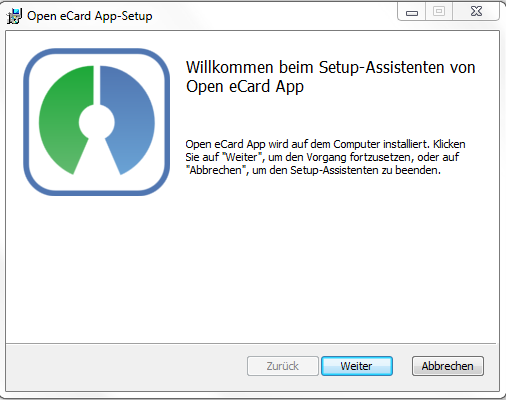 Open eCard App-Setup
Willkommen beim Setup-Assistenten von
Open eCard App
Open eCard App wird auf dem Computer installiert. Klicken
Sie auf "Weiter", um den Vorgang fortzusetzen, oder auf
"Abbrechen", um den Setup-Assistenten zu beenden.
Zurück Weiter Abbrechen